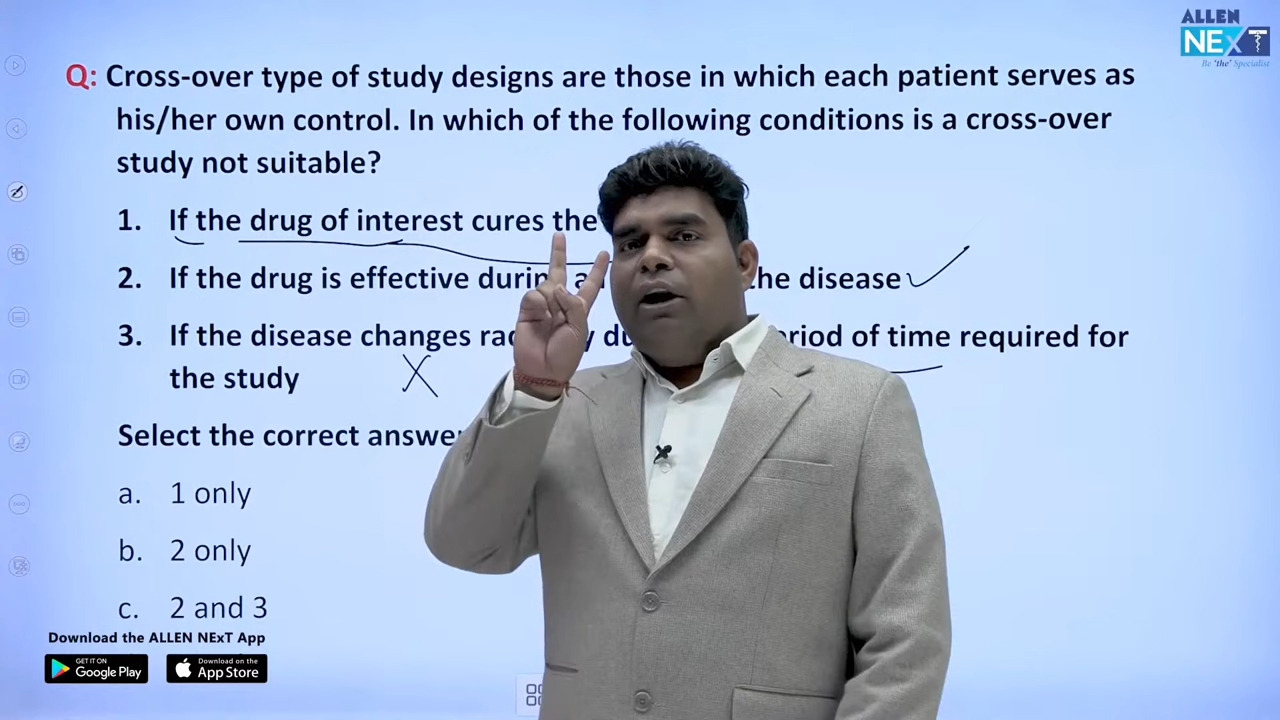 ALLEN
NExT
Be 'the' Specialist
Q: Cross-over type of study designs are those in which each patient serves as
his/her own control. In which of the following conditions is a cross-over
study not suitable?
1. If the drug of interest cures the
2. If the drug is effective during the disease
3. If the disease changes of time required for
the study
Select the correct
a. 1 only
b. 2 only
c. 2 and 3
Download the ALLEN NExT App
GET IT ON
Google Play
Download on the
App Store